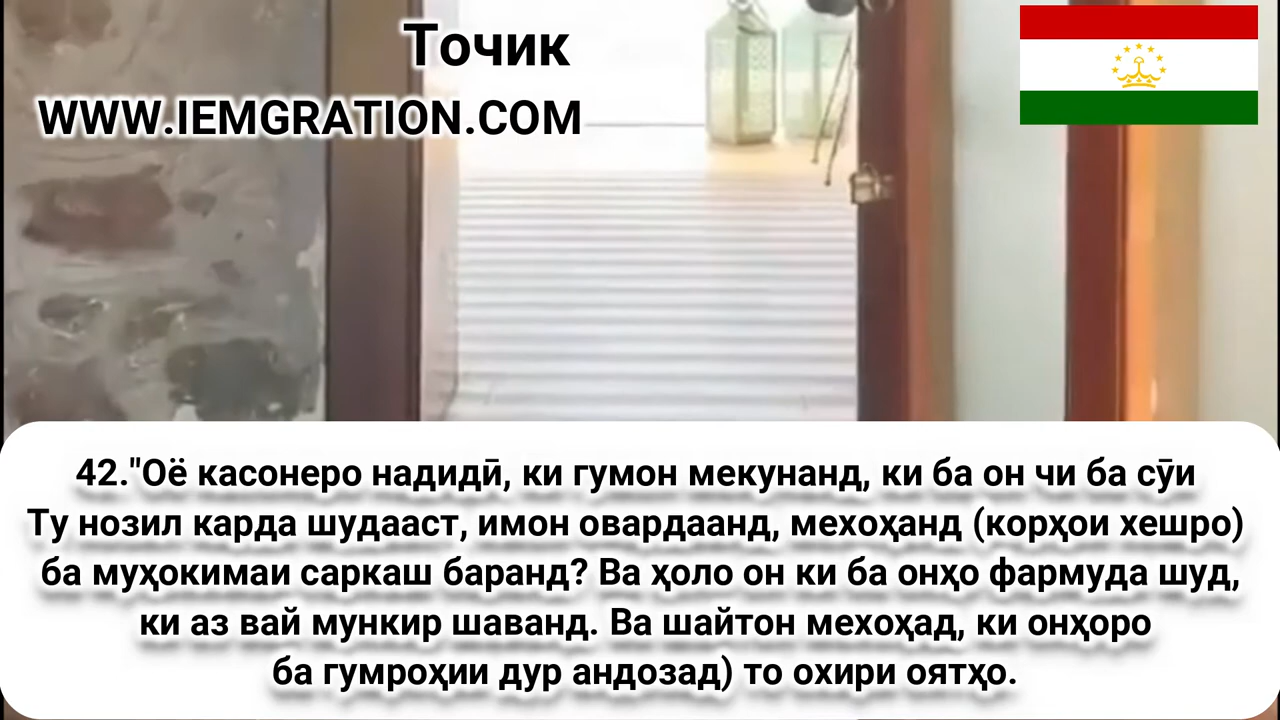 Точик
WWW.IEMGRATION.COM
42."Оё касонеро надидӣ, ки гумон мекунанд, ки ба он чи ба сӯи
Ту нозил карда шудааст, имон овардаанд, мехоҳанд (корҳои хешро)
ба муҳокимаи саркаш баранд? Ва ҳоло он ки ба онҳо фармуда шуд,
ки аз вай мункир шаванд. Ва шайтон мехоҳад, ки онҳоро
ба гумроҳии дур андозад) то охири оятҳо.